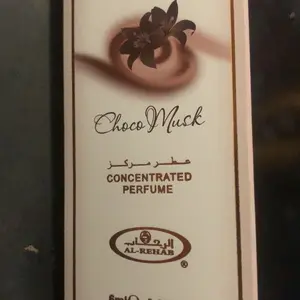 Choco Musk
عطر مركز
CONCENTRATED
PERFUME
الرحاب
AL-REHAB
®